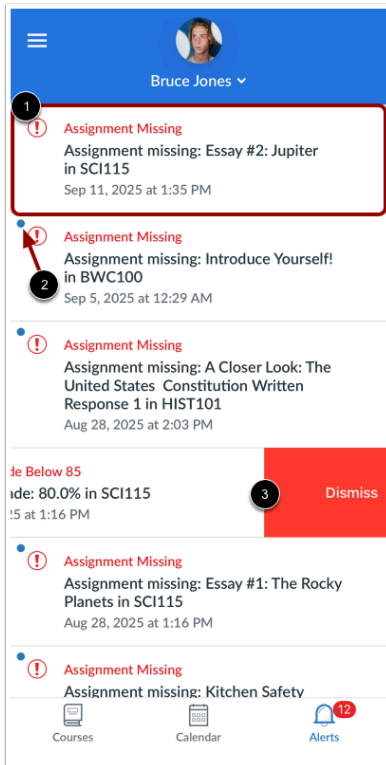 Bruce Jones
1
Assignment Missing
Assignment missing: Essay #2: Jupiter
in SCI115
Sep 11, 2025 at 1:35 PM
Assignment Missing
Assignment missing: Introduce Yourself!
in BWC100
2
Sep 5, 2025 at 12:29 AM
Assignment Missing
Assignment missing: A Closer Look: The
United States Constitution Written
Response 1 in HIST101
Aug 28, 2025 at 2:03 PM
de Below 85
ade: 80.0% in SCI115
3 Dismiss
25 at 1:16 PM
Assignment Missing
Assignment missing: Essay #1: The Rocky
Planets in SCI115
Aug 28, 2025 at 1:16 PM
Assignment Missing
Assignment missing: Kitchen Safety
12
Courses Calendar Alerts